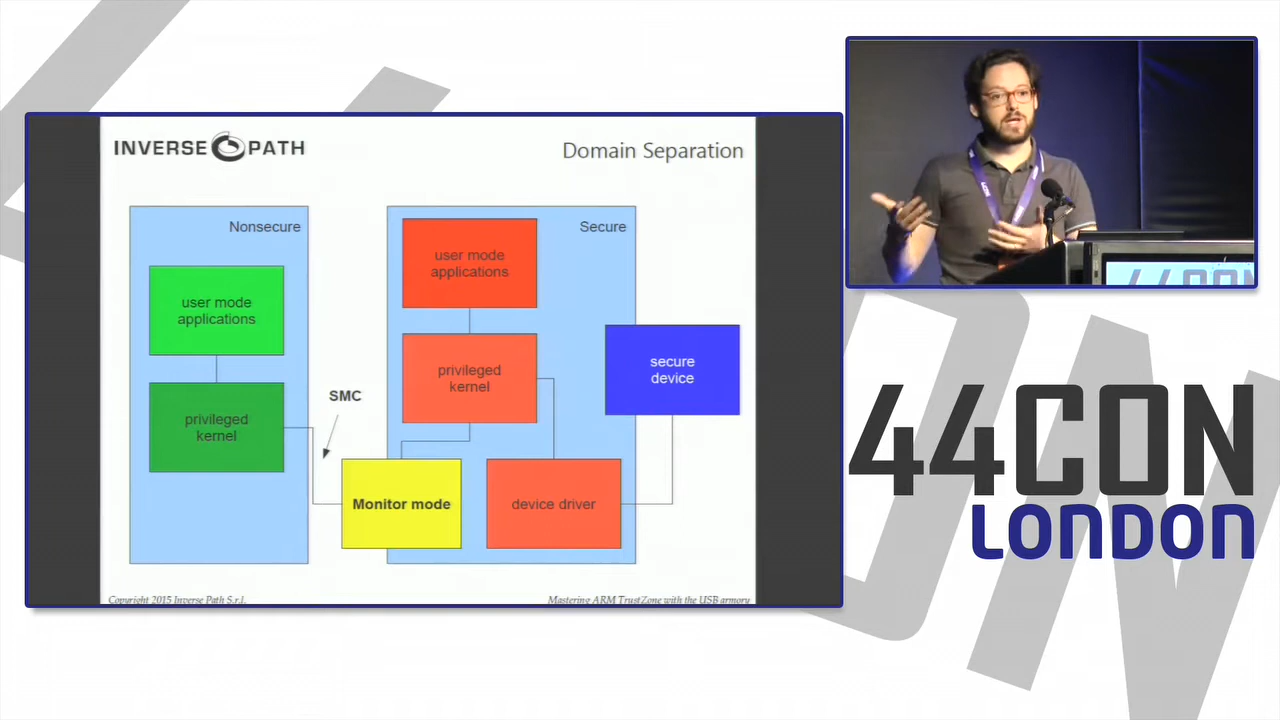 INVERSE PATH
Domain Separation
Nonsecure
user mode
applications
privileged
kernel
SMC
Secure
user mode
applications
privileged
kernel
secure
device
Monitor mode
device driver
Copyright 2015 Inverse Path S.r.l.
Mastering ARM TrustZone with the USB armory
44CON
44CON
LONDON